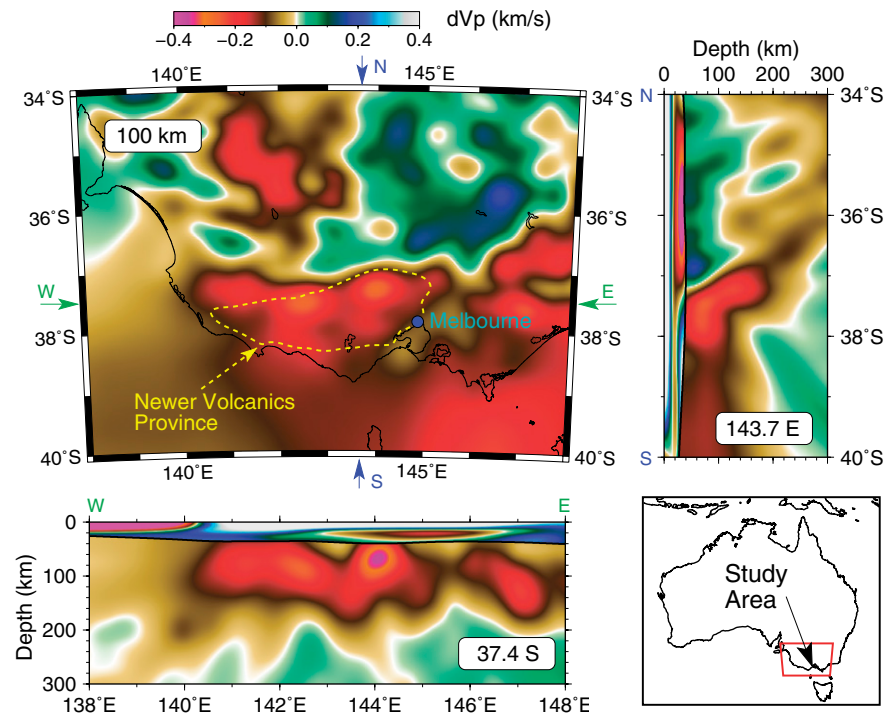 dVp (km/s)
−0.4 −0.2 0.0 0.2 0.4
140°E N 145°E
34°S 34°S
100 km
36°S 36°S
W E
38°S 38°S
Melbourne
Newer Volcanics
Province
40°S 40°S
140°E S 145°E
Depth (km)
0 100 200 300
N 34°S
36°S
38°S
143.7 E
S 40°S
W E
0
100
200
300
Depth (km)
37.4 S
138°E 140°E 142°E 144°E 146°E 148°E
Study
Area